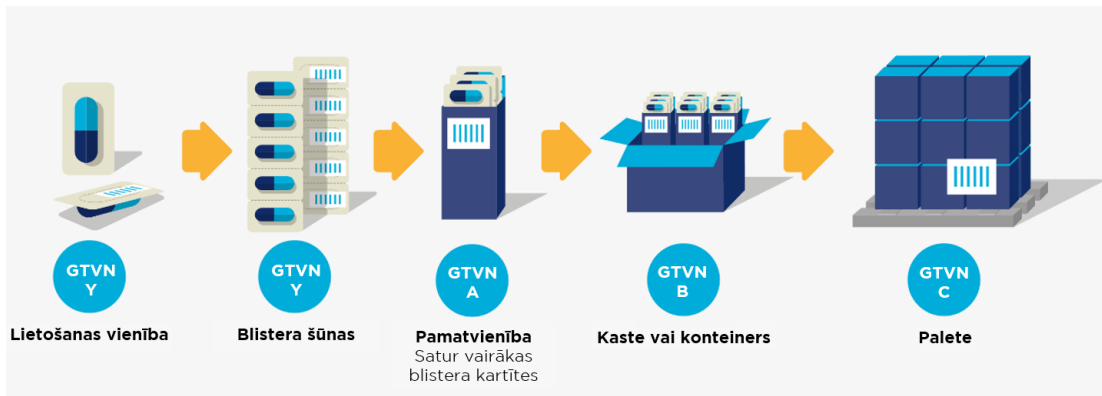 GTVN
Y
Lietošanas vienība
GTVN
Y
Blistera šūnas
GTVN
A
Pamatvienība
Satur vairākas
blistera kartītes
GTVN
B
Kaste vai konteiners
GTVN
C
Palete